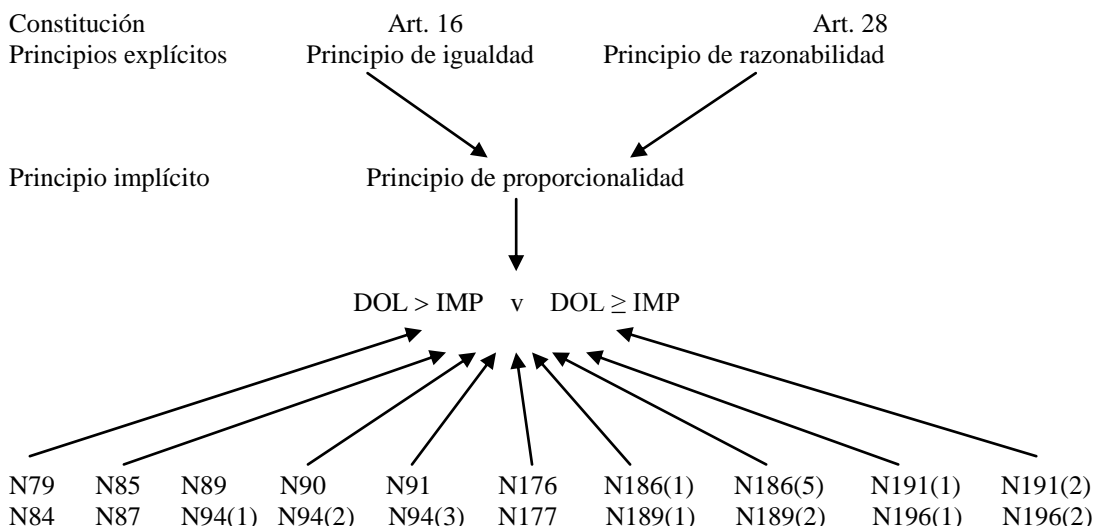 Constitución Art. 16 Art. 28
Principios explícitos Principio de igualdad Principio de razonabilidad
Principio implícito Principio de proporcionalidad
DOL > IMP v DOL ≥ IMP
N79 N85 N89 N90 N91 N176 N186(1) N186(5) N191(1) N191(2)
N84 N87 N94(1) N94(2) N94(3) N177 N189(1) N189(2) N196(1) N196(2)